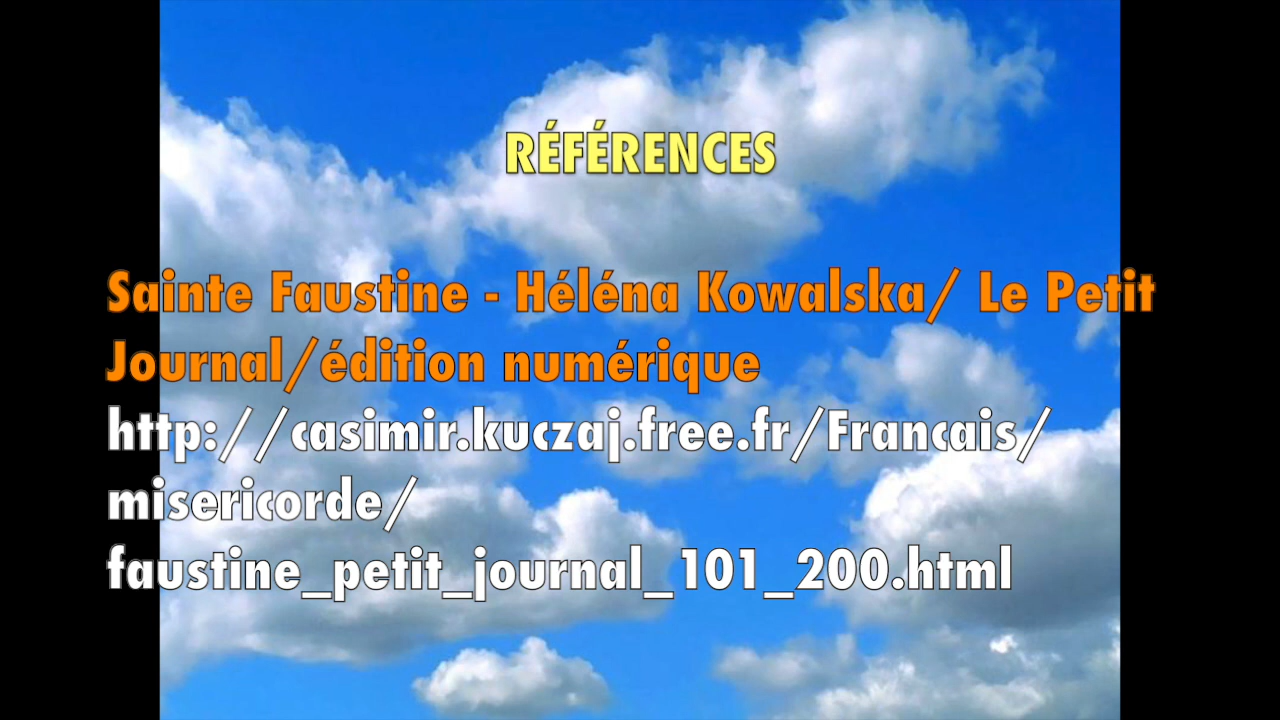 RÉFÉRENCES
Sainte Faustine - Héléna Kowalska/ Le Petit
Journal/édition numérique
http://casimir.kuczaj.free.fr/Francais/
misericorde/
faustine_petit_journal_101_200.html